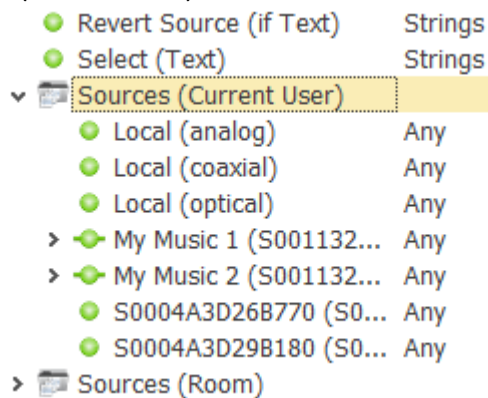 Revert Source (if Text) Strings
Select (Text) Strings
Sources (Current User)
Local (analog) Any
Local (coaxial) Any
Local (optical) Any
My Music 1 (S001132... Any
My Music 2 (S001132... Any
S0004A3D26B770 (S0... Any
S0004A3D29B180 (S0... Any
Sources (Room)